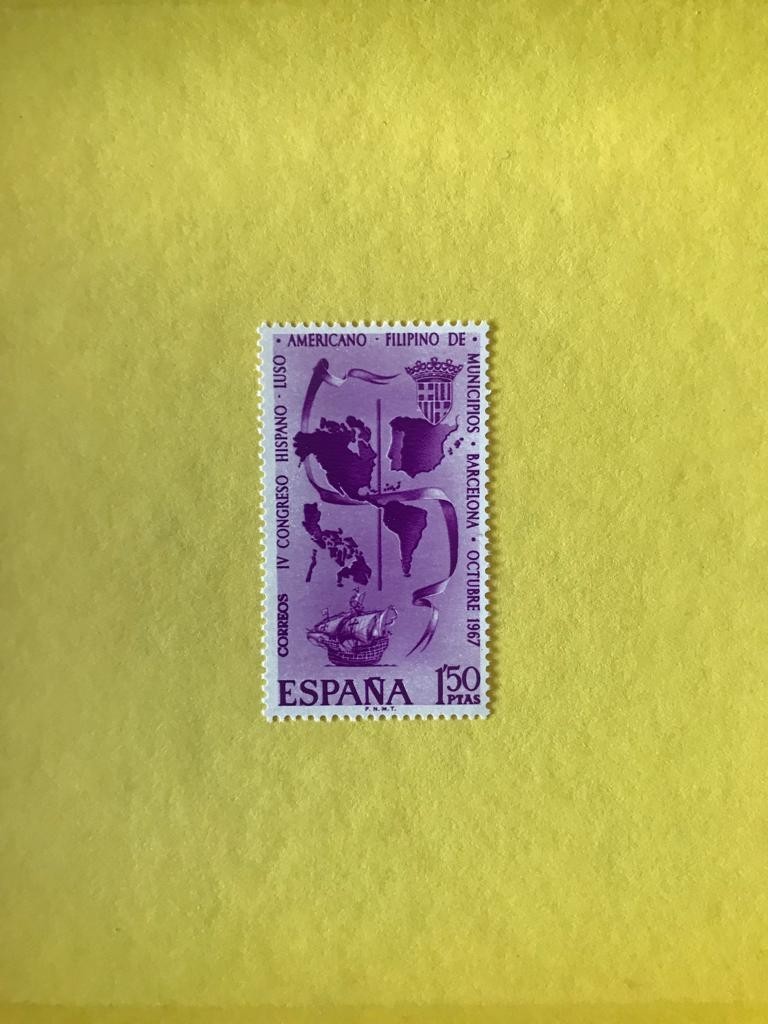 CORREOS IV CONGRESO HISPANO · LUSO ·
AMERICANO · FILIPINO DE ·
MUNICIPIOS · BARCELONA · OCTUBRE 1967
ESPAÑA 1'50
PTAS
F.N.M.T.